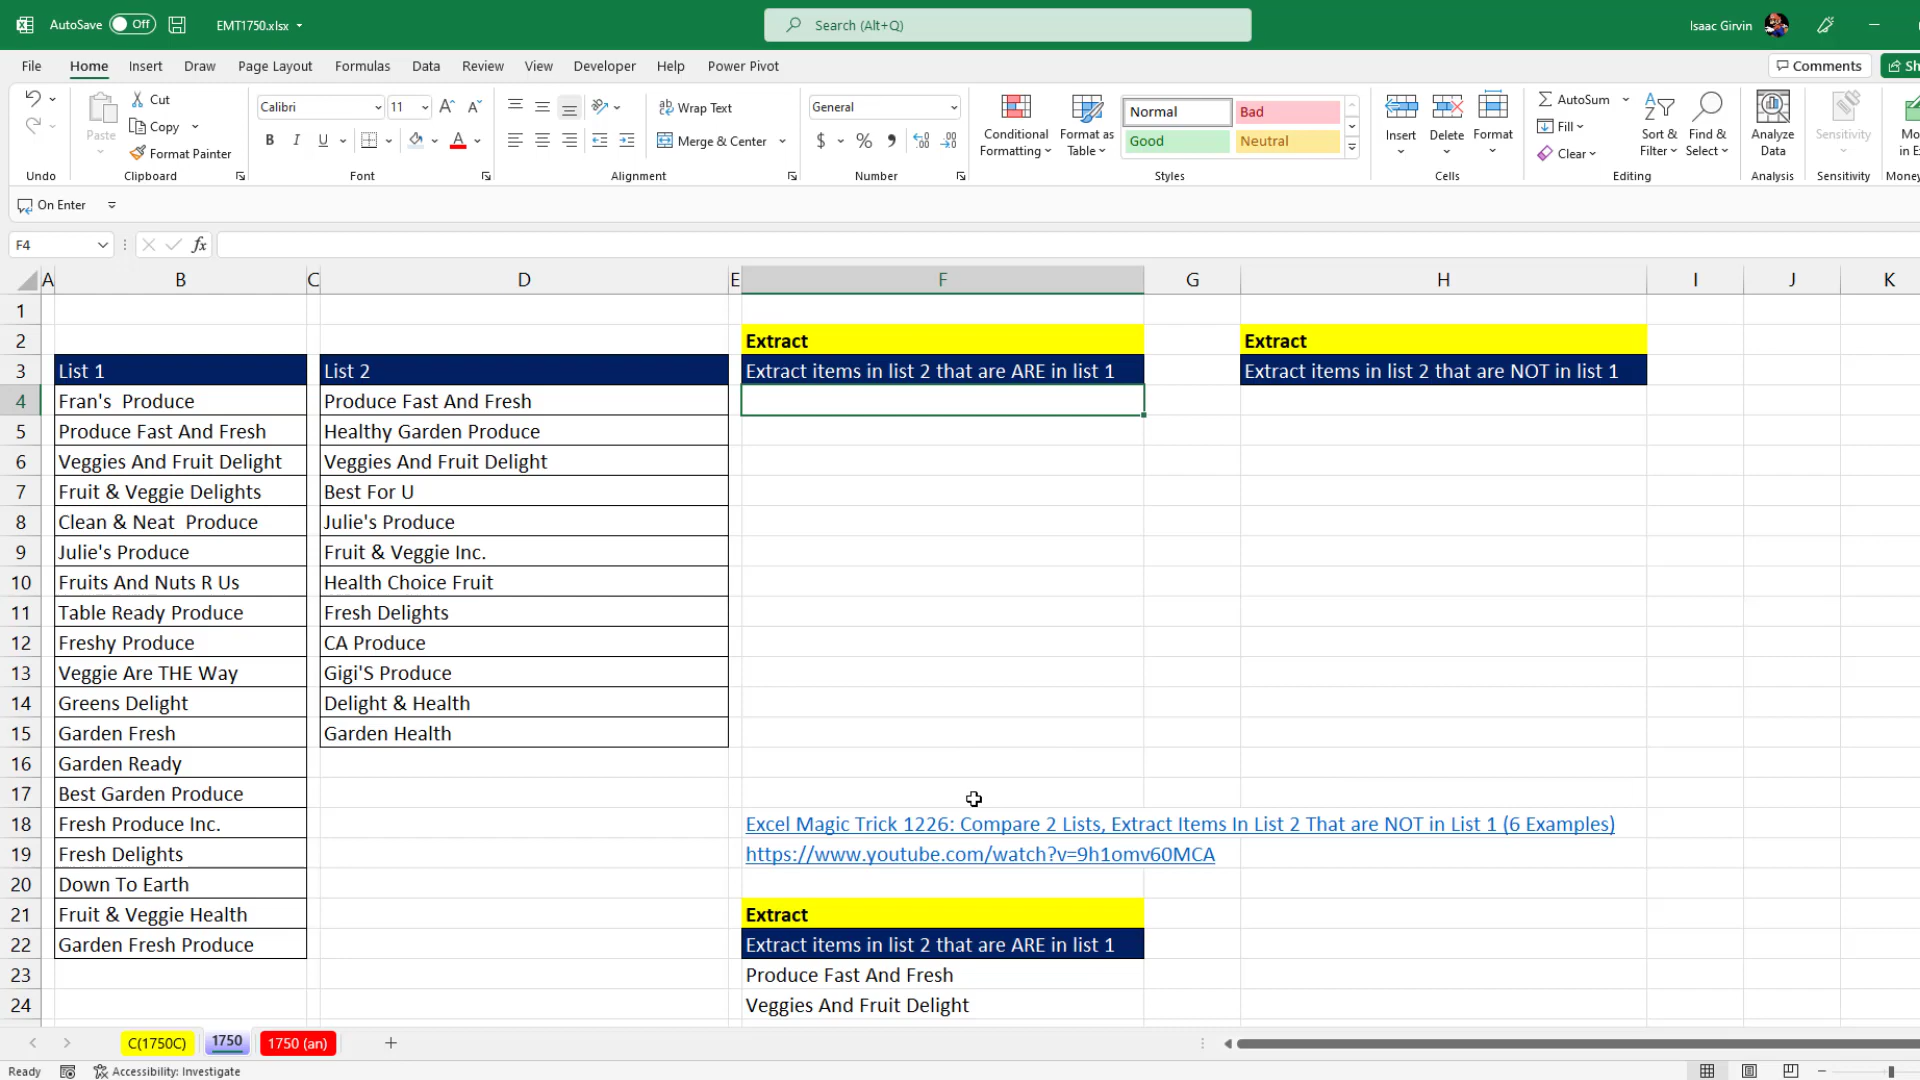 AutoSave Off EMT1750.xlsx Search (Alt+Q) Isaac Girvin
File Home Insert Draw Page Layout Formulas Data Review View Developer Help Power Pivot Comments Sh
Paste Cut Copy Format Painter
Calibri 11
B I U A
Wrap Text
Merge & Center
General
$ %
Conditional Formatting
Format as Table
Normal Bad
Good Neutral
Insert Delete Format
AutoSum
Fill
Clear
Sort & Filter
Find & Select
Analyze Data
Sensitivity
Mo
in Ex
Undo Clipboard Font Alignment Number Styles Cells Editing Analysis Sensitivity Money
On Enter
F4 fx
A B C D E F G H I J K
1
2 Extract Extract
3 List 1 List 2 Extract items in list 2 that are ARE in list 1 Extract items in list 2 that are NOT in list 1
4 Fran's  Produce Produce Fast And Fresh
5 Produce Fast And Fresh Healthy Garden Produce
6 Veggies And Fruit Delight Veggies And Fruit Delight
7 Fruit & Veggie Delights Best For U
8 Clean & Neat  Produce Julie's Produce
9 Julie's Produce Fruit & Veggie Inc.
10 Fruits And Nuts R Us Health Choice Fruit
11 Table Ready Produce Fresh Delights
12 Freshy Produce CA Produce
13 Veggie Are THE Way Gigi'S Produce
14 Greens Delight Delight & Health
15 Garden Fresh Garden Health
16 Garden Ready
17 Best Garden Produce
18 Fresh Produce Inc. Excel Magic Trick 1226: Compare 2 Lists, Extract Items In List 2 That are NOT in List 1 (6 Examples)
19 Fresh Delights https://www.youtube.com/watch?v=9h1omv60MCA
20 Down To Earth
21 Fruit & Veggie Health Extract
22 Garden Fresh Produce Extract items in list 2 that are ARE in list 1
23 Produce Fast And Fresh
24 Veggies And Fruit Delight
C(1750C) 1750 1750 (an)
Ready Accessibility: Investigate